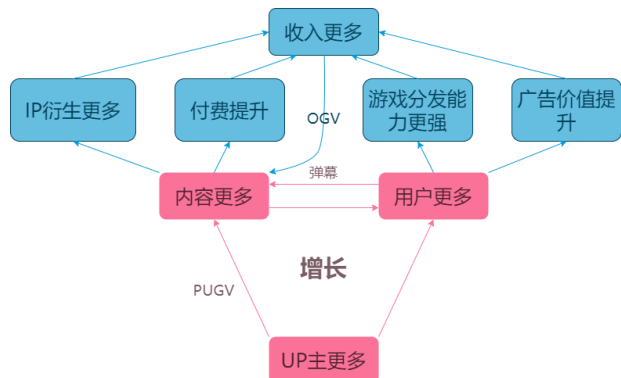 收入更多
IP衍生更多
付费提升
OGV
游戏分发能
力更强
广告价值提
升
内容更多
弹幕
用户更多
增长
PUGV
UP主更多